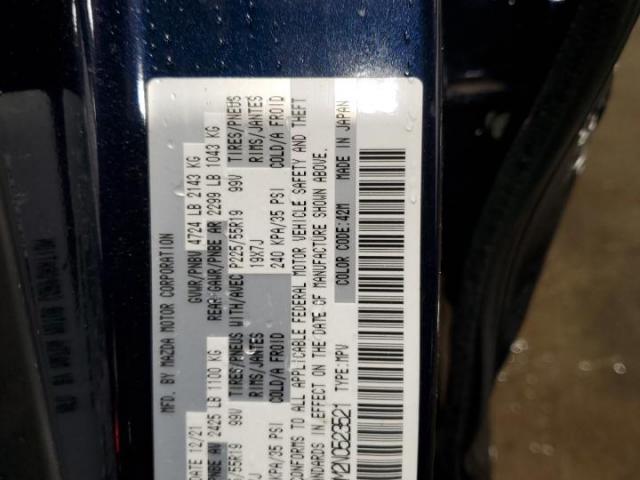 MFD. BY MAZDA MOTOR CORPORATION
DATE 12/21 GVWR/PNBV 4724 LB 2143 KG
PNBE AV 2425 LB 1100 KG REAR GAWR/PNBE AR 2299 LB 1043 KG
55R19 99V TIRES/PNEUS WITH/AVEC P225/55R19 99V TIRES/PNEUS
RIMS/JANTES 19X7J RIMS/JANTES
KPA/35 PSI COLD/A FROID 240 KPA/35 PSI COLD/A FROID
CONFORMS TO ALL APPLICABLE FEDERAL MOTOR VEHICLE SAFETY AND THEFT
STANDARDS IN EFFECT ON THE DATE OF MANUFACTURE SHOWN ABOVE.
COLOR CODE:42M MADE IN JAPAN
M2N0523521 TYPE:MPV